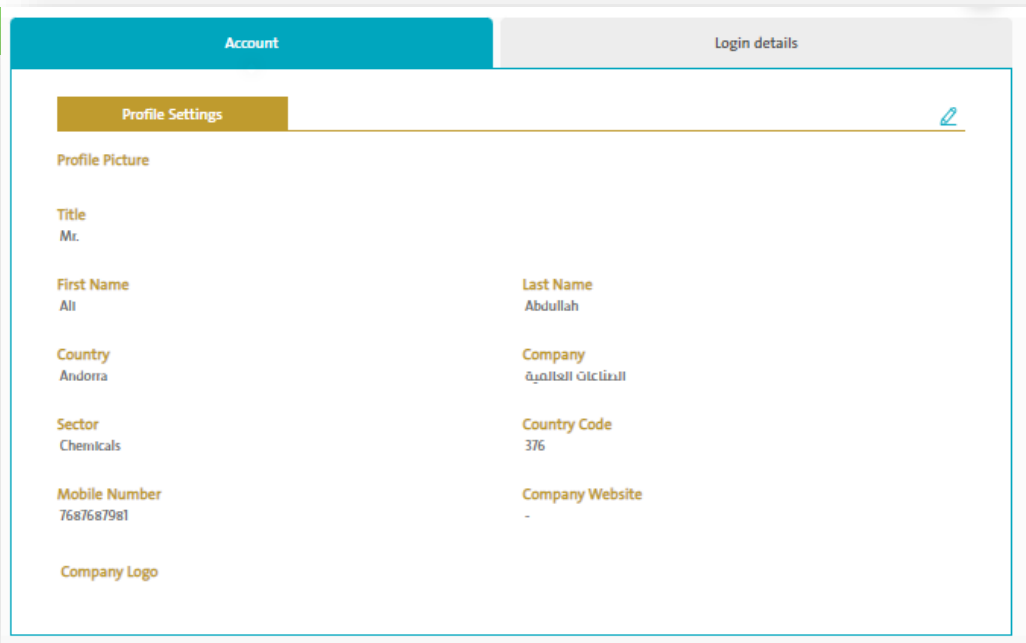 Account
Login details
Profile Settings
Profile Picture
Title
Mr.
First Name
Last Name
Ali
Abdullah
Country
Company
Andorra
الصناعات العالمية
Sector
Country Code
Chemicals
376
Mobile Number
Company Website
7687687981
-
Company Logo